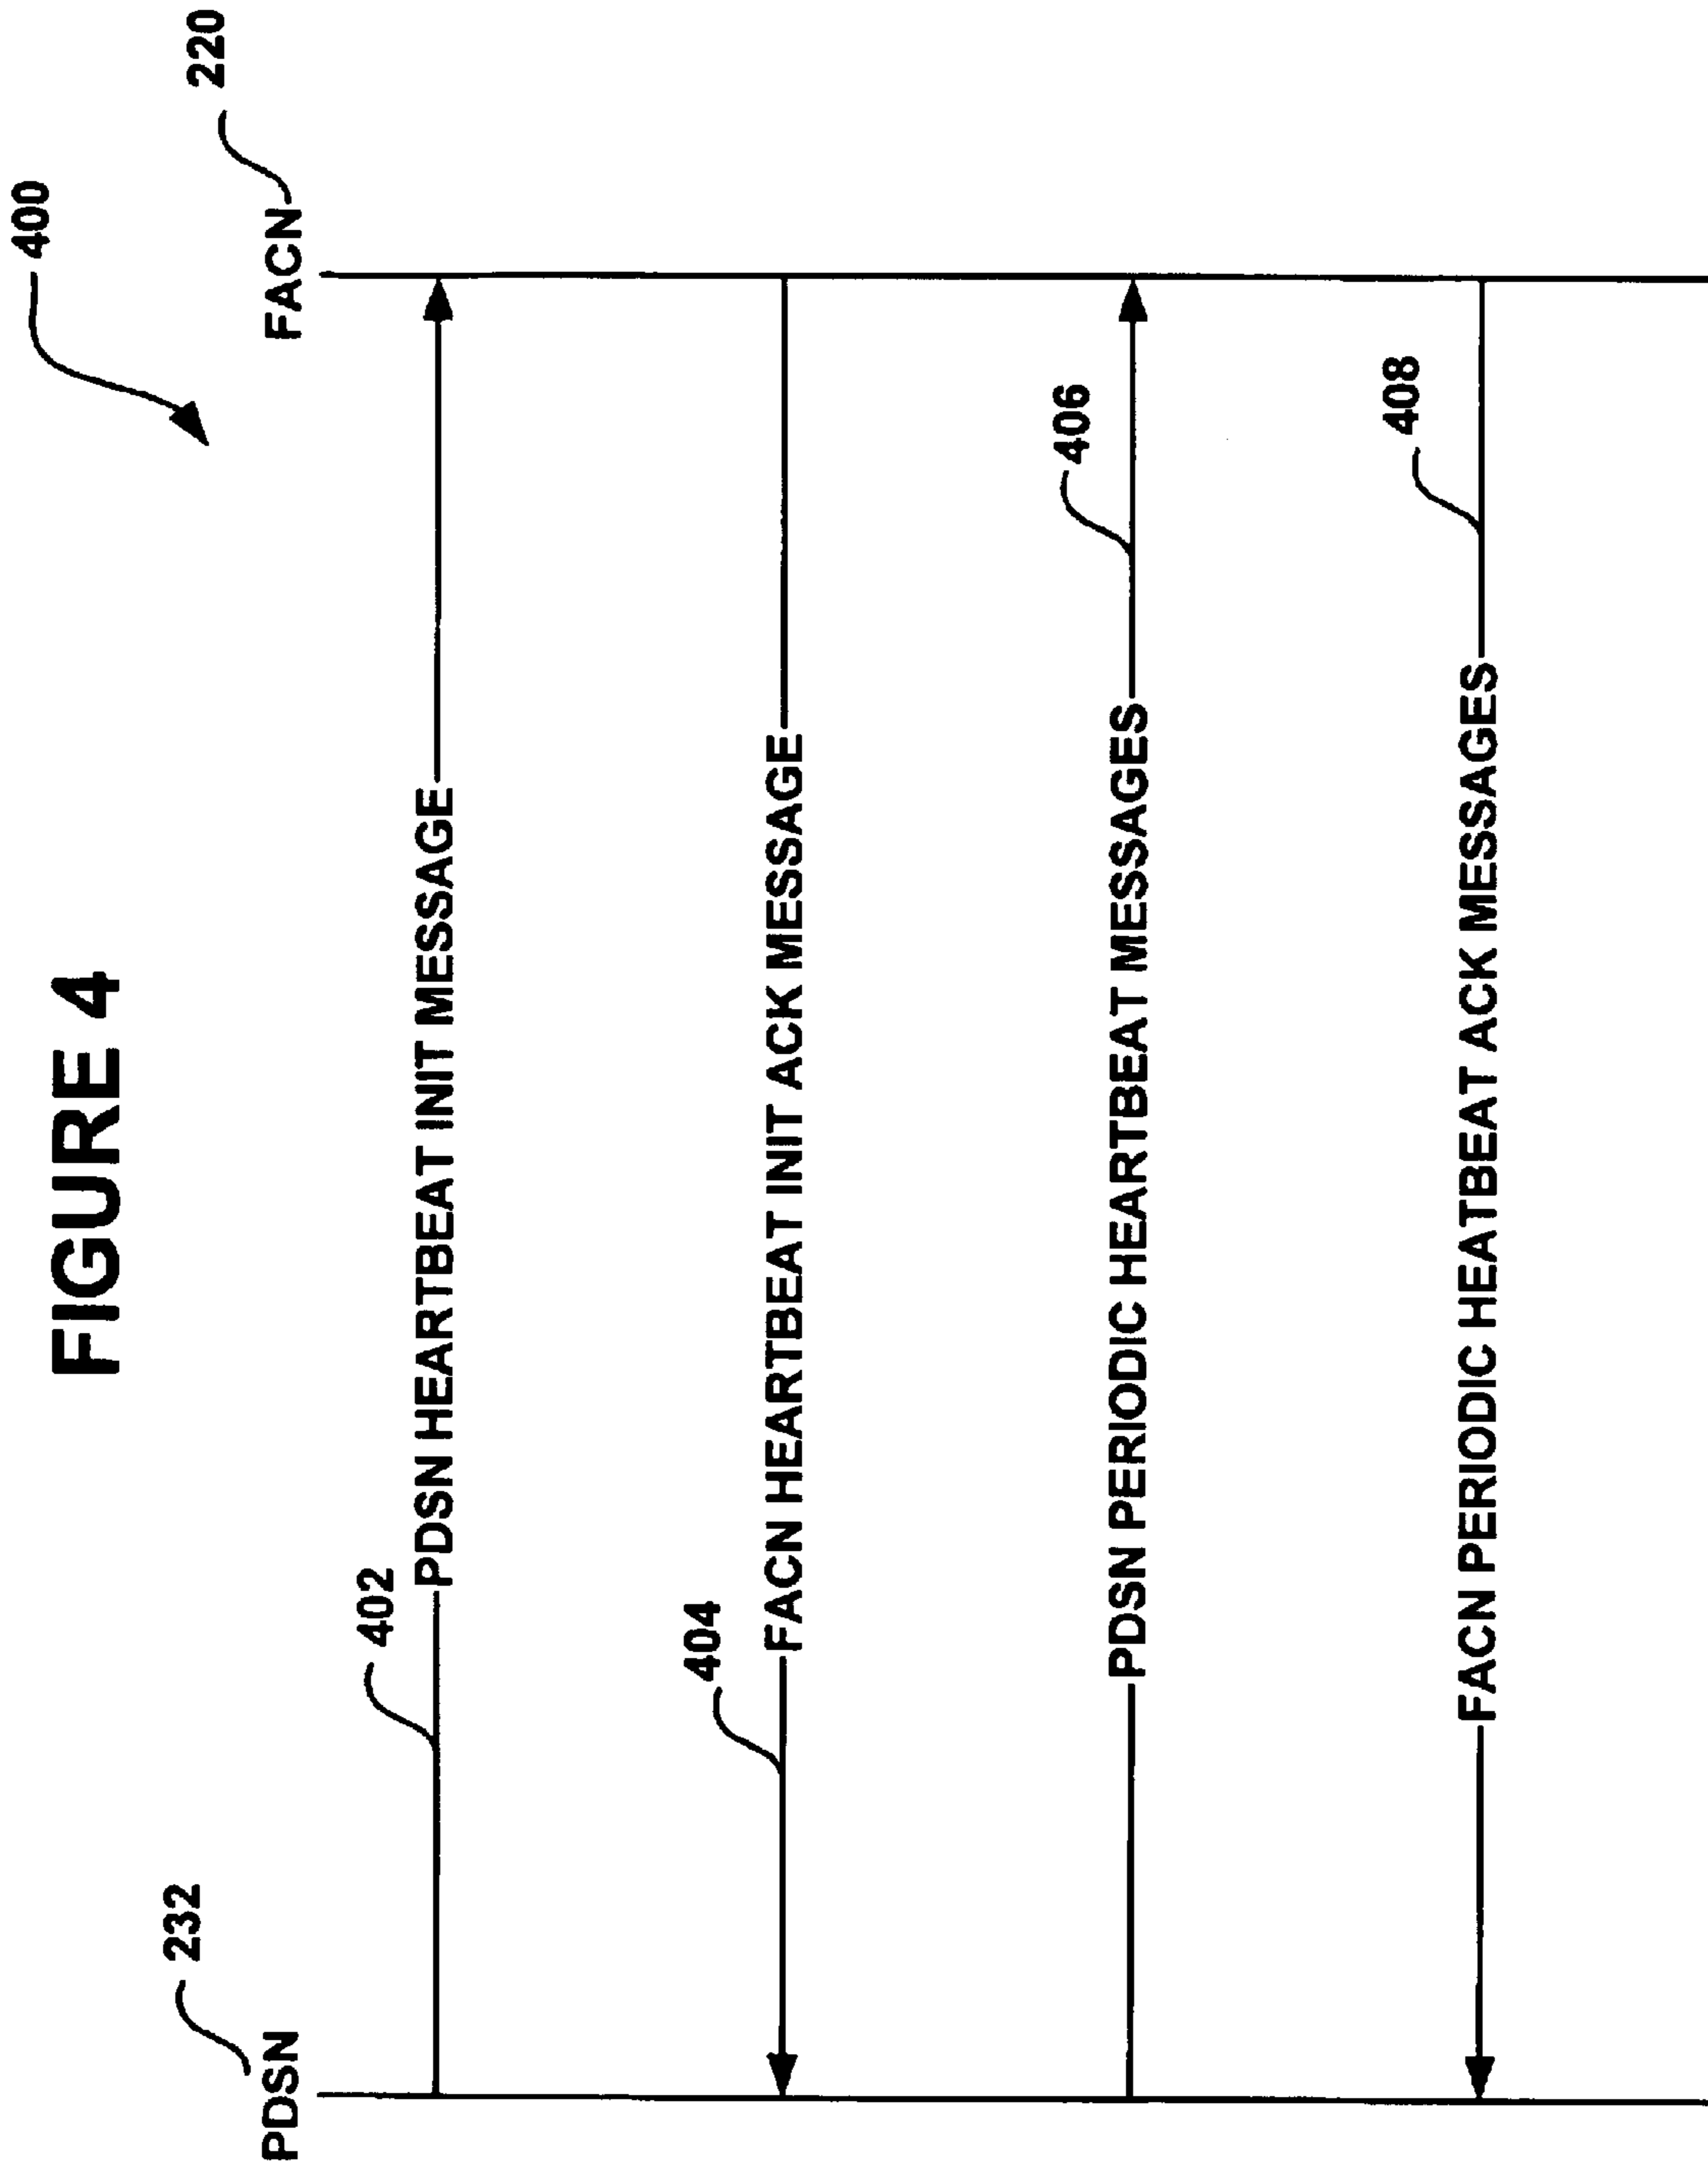 FIGURE 4
400
232
220
PDSN
FACN
402
PDSN HEARTBEAT INIT MESSAGE
404
FACN HEARTBEAT INIT ACK MESSAGE
406
PDSN PERIODIC HEARTBEAT MESSAGES
408
FACN PERIODIC HEATBEAT ACK MESSAGES